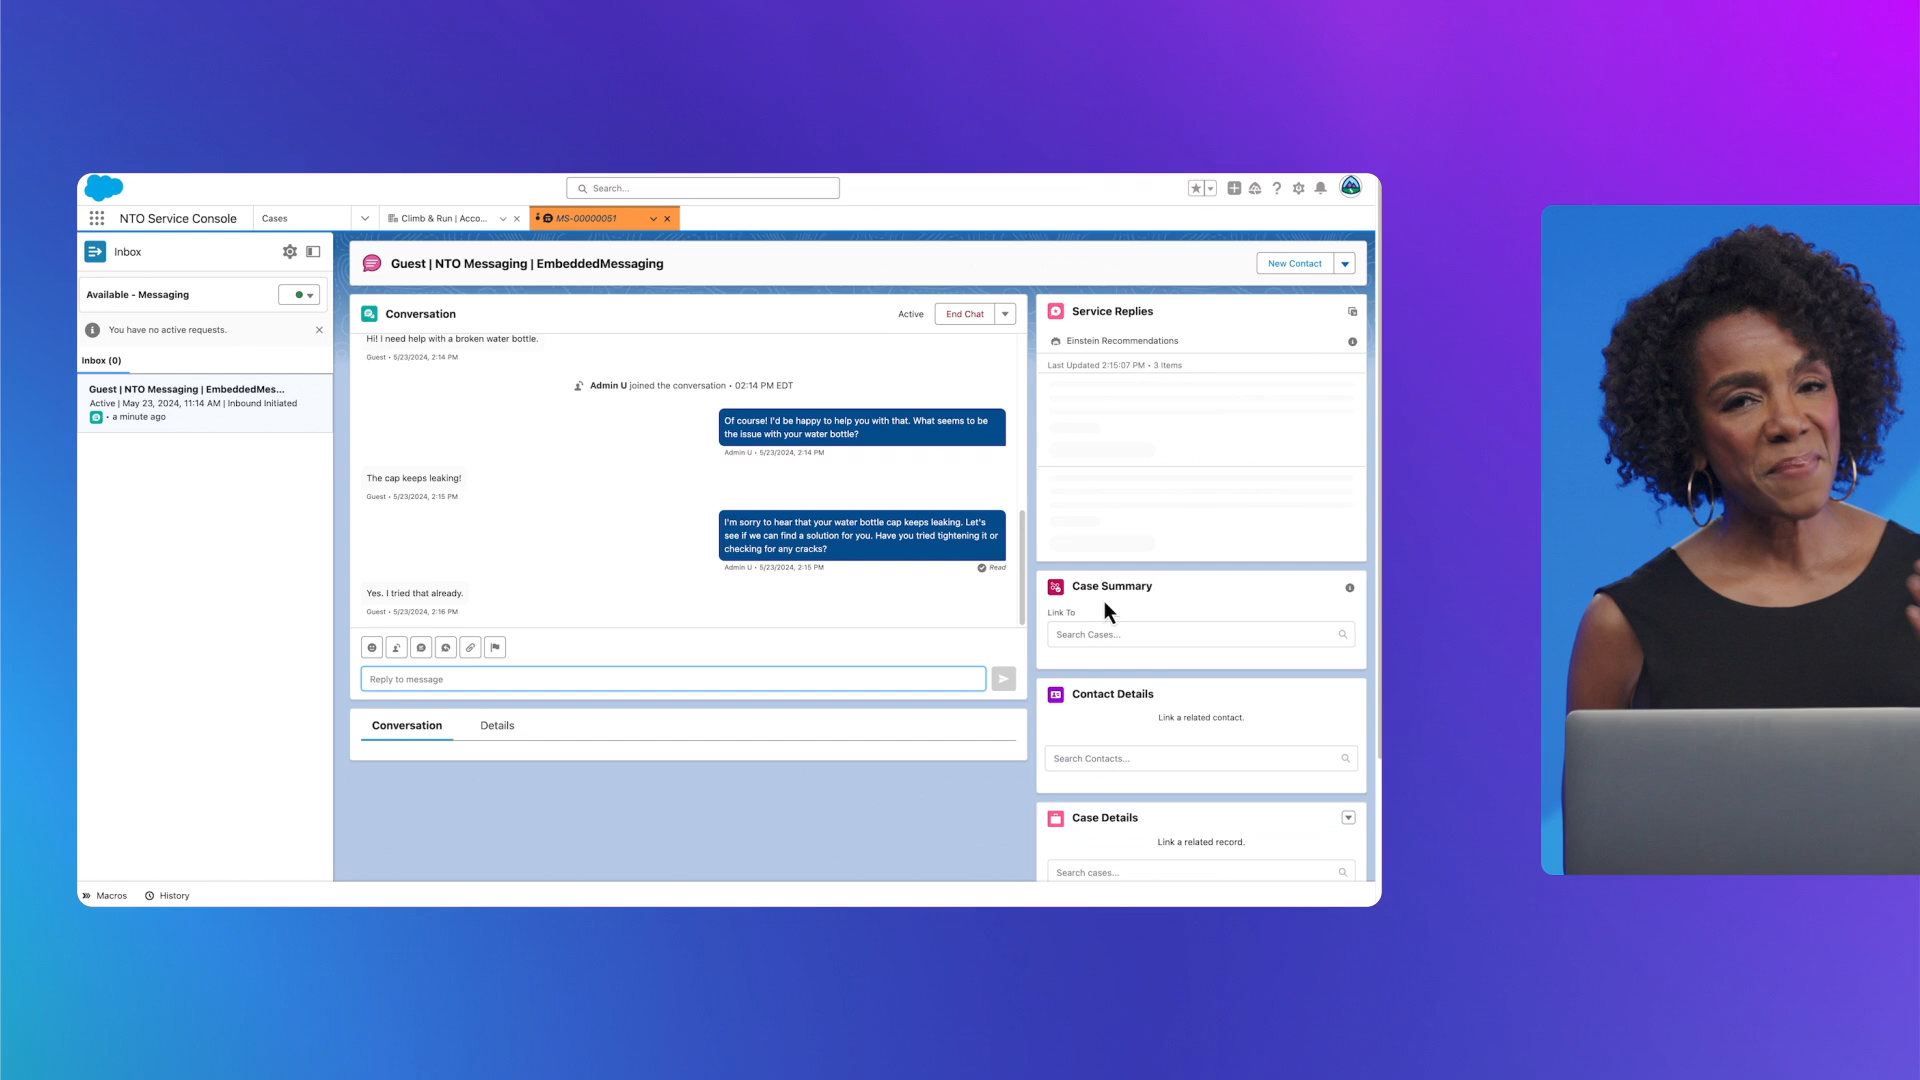 Search...
NTO Service Console
Cases
Climb & Run | Acco...
MS-00000051
Inbox
Available - Messaging
You have no active requests.
Inbox (0)
Guest | NTO Messaging | EmbeddedMes...
Active | May 23, 2024, 11:14 AM | Inbound Initiated
• a minute ago
Guest | NTO Messaging | EmbeddedMessaging
New Contact
Conversation
Active
End Chat
Hi! I need help with a broken water bottle.
Guest • 5/23/2024, 2:14 PM
Admin U joined the conversation • 02:14 PM EDT
Of course! I'd be happy to help you with that. What seems to be
the issue with your water bottle?
Admin U • 5/23/2024, 2:14 PM
The cap keeps leaking!
Guest • 5/23/2024, 2:15 PM
I'm sorry to hear that your water bottle cap keeps leaking. Let's
see if we can find a solution for you. Have you tried tightening it or
checking for any cracks?
Admin U • 5/23/2024, 2:15 PM
Read
Yes. I tried that already.
Guest • 5/23/2024, 2:16 PM
Reply to message
Conversation
Details
Service Replies
Einstein Recommendations
Last Updated 2:15:07 PM • 3 Items
Case Summary
Link To
Search Cases...
Contact Details
Link a related contact.
Search Contacts...
Case Details
Link a related record.
Search cases...
Macros
History